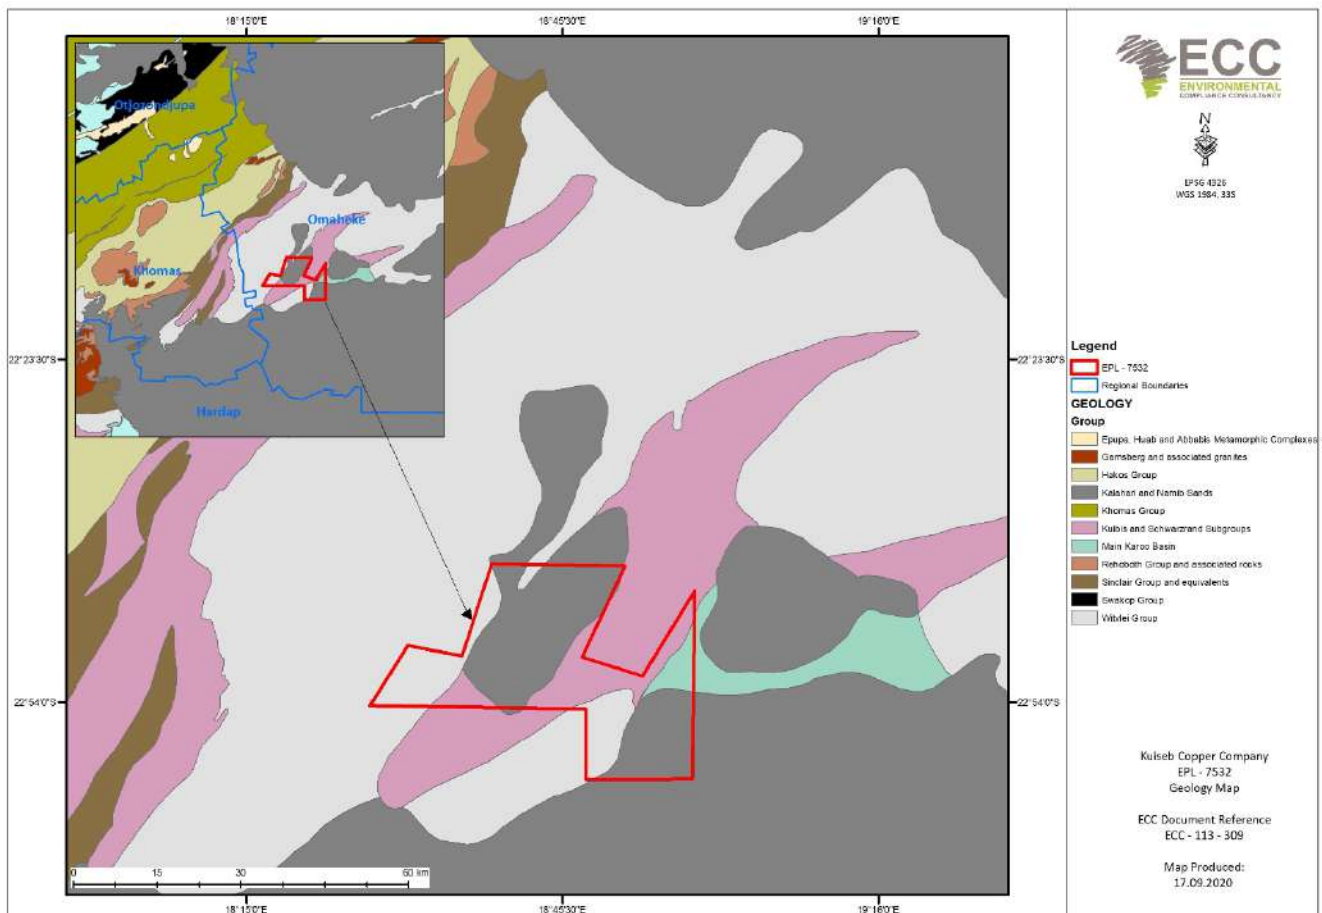 18°15'0"E
18°45'30"E
19°16'0"E
Otjozondjupa
Omaheke
Khomas
Hardap
22°23'30"S
22°23'30"S
22°54'0"S
22°54'0"S
0 15 30 60 km
18°15'0"E
18°45'30"E
19°16'0"E
ECC
ENVIRONMENTAL
COMPLIANCE CONSULTANCY
N
EPSG 4326
WGS 1984, 33S
Legend
EPL - 7532
Regional Boundaries
GEOLOGY
Group
Epupa, Huab and Abbabis Metamorphic Complexes
Gamsberg and associated granites
Hakos Group
Kalahari and Namib Sands
Khomas Group
Kuibis and Schwarzrand Subgroups
Main Karoo Basin
Rehoboth Group and associated rocks
Sinclair Group and equivalents
Swakop Group
Witvlei Group
Kuiseb Copper Company
EPL - 7532
Geology Map
ECC Document Reference
ECC - 113 - 309
Map Produced:
17.09.2020